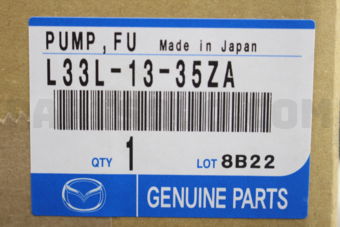 PUMP, FU Made in Japan
L33L-13-35ZA
QTY 1 LOT 8B22
GENUINE PARTS